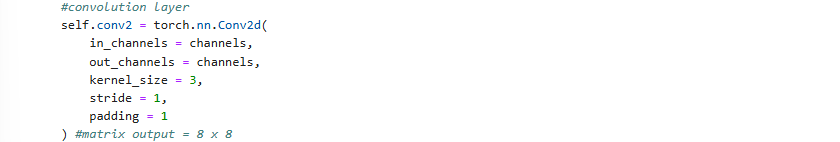 #convolution layer
self.conv2 = torch.nn.Conv2d(
in_channels = channels,
out_channels = channels,
kernel_size = 3,
stride = 1,
padding = 1
) #matrix output = 8 x 8